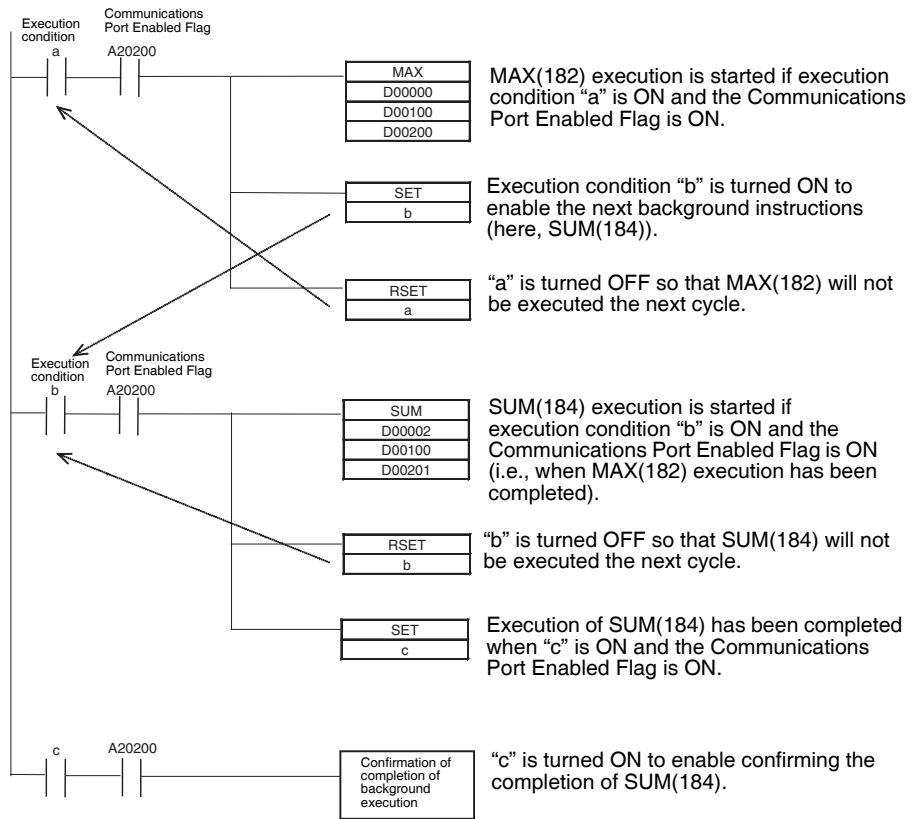 Execution
condition
a
Communications
Port Enabled Flag
A20200
MAX
D00000
D00100
D00200
MAX(182) execution is started if execution
condition “a” is ON and the Communications
Port Enabled Flag is ON.
SET
b
Execution condition “b” is turned ON to
enable the next background instructions
(here, SUM(184)).
RSET
a
“a” is turned OFF so that MAX(182) will not
be executed the next cycle.
Execution
condition
b
Communications
Port Enabled Flag
A20200
SUM
D00002
D00100
D00201
SUM(184) execution is started if
execution condition “b” is ON and the
Communications Port Enabled Flag is ON
(i.e., when MAX(182) execution has been
completed).
RSET
b
“b” is turned OFF so that SUM(184) will not
be executed the next cycle.
SET
c
Execution of SUM(184) has been completed
when “c” is ON and the Communications
Port Enabled Flag is ON.
c
A20200
Confirmation of
completion of
background
execution
“c” is turned ON to enable confirming the
completion of SUM(184).